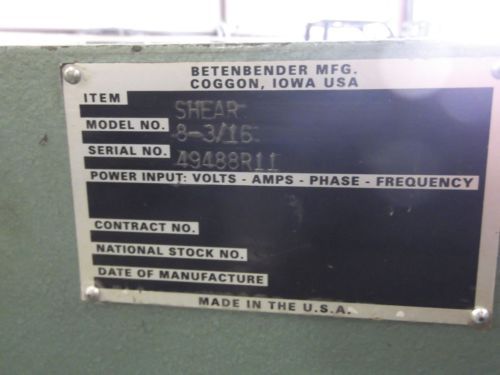 BETENBENDER MFG.
COGGON, IOWA USA
ITEM SHEAR
MODEL NO. 8-3/16
SERIAL NO. 49488R11
POWER INPUT: VOLTS - AMPS - PHASE - FREQUENCY
CONTRACT NO.
NATIONAL STOCK NO.
DATE OF MANUFACTURE
MADE IN THE U.S.A.